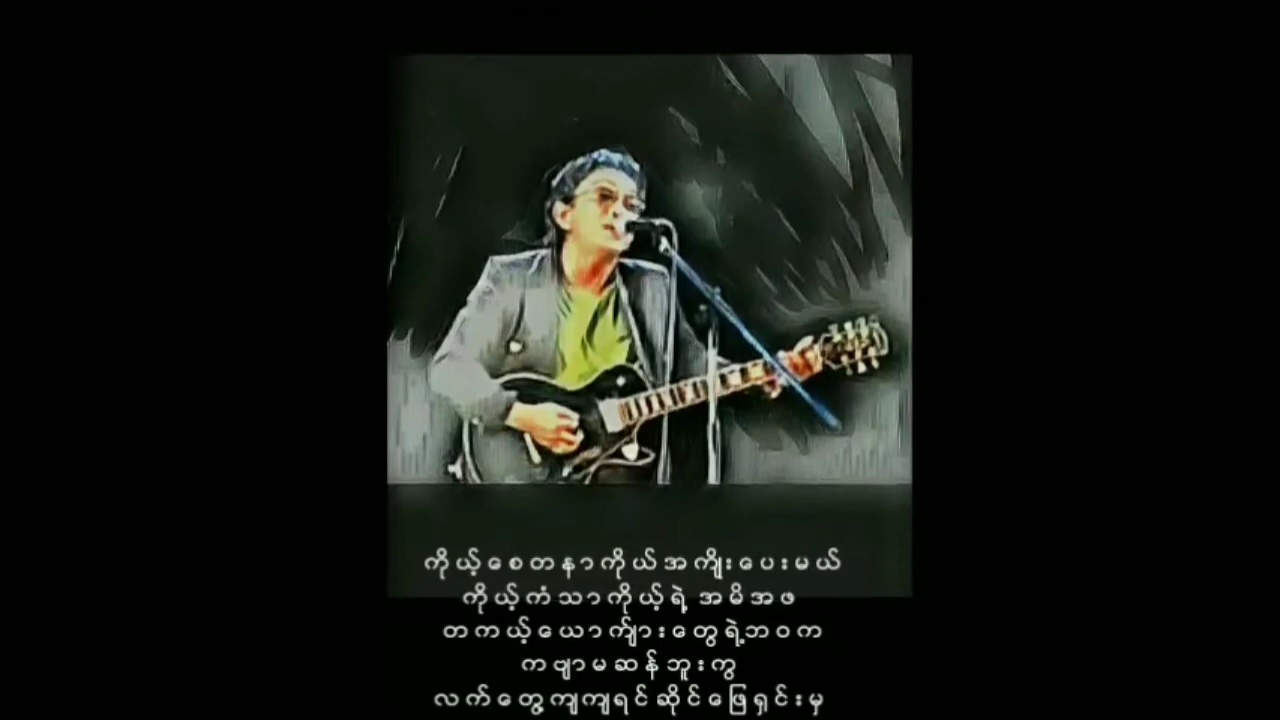 ကိုယ့်စေတနာကိုယ်အကျိုးပေးမယ်
ကိုယ့်ကံသာကိုယ့်ရဲ့ အမိအဖ
တကယ့်ယောက်ျားတွေရဲ့ဘဝက
ကဗျာမဆန်ဘူးကွ
လက်တွေ့ကျကျရင်ဆိုင်ဖြေရှင်းမှ